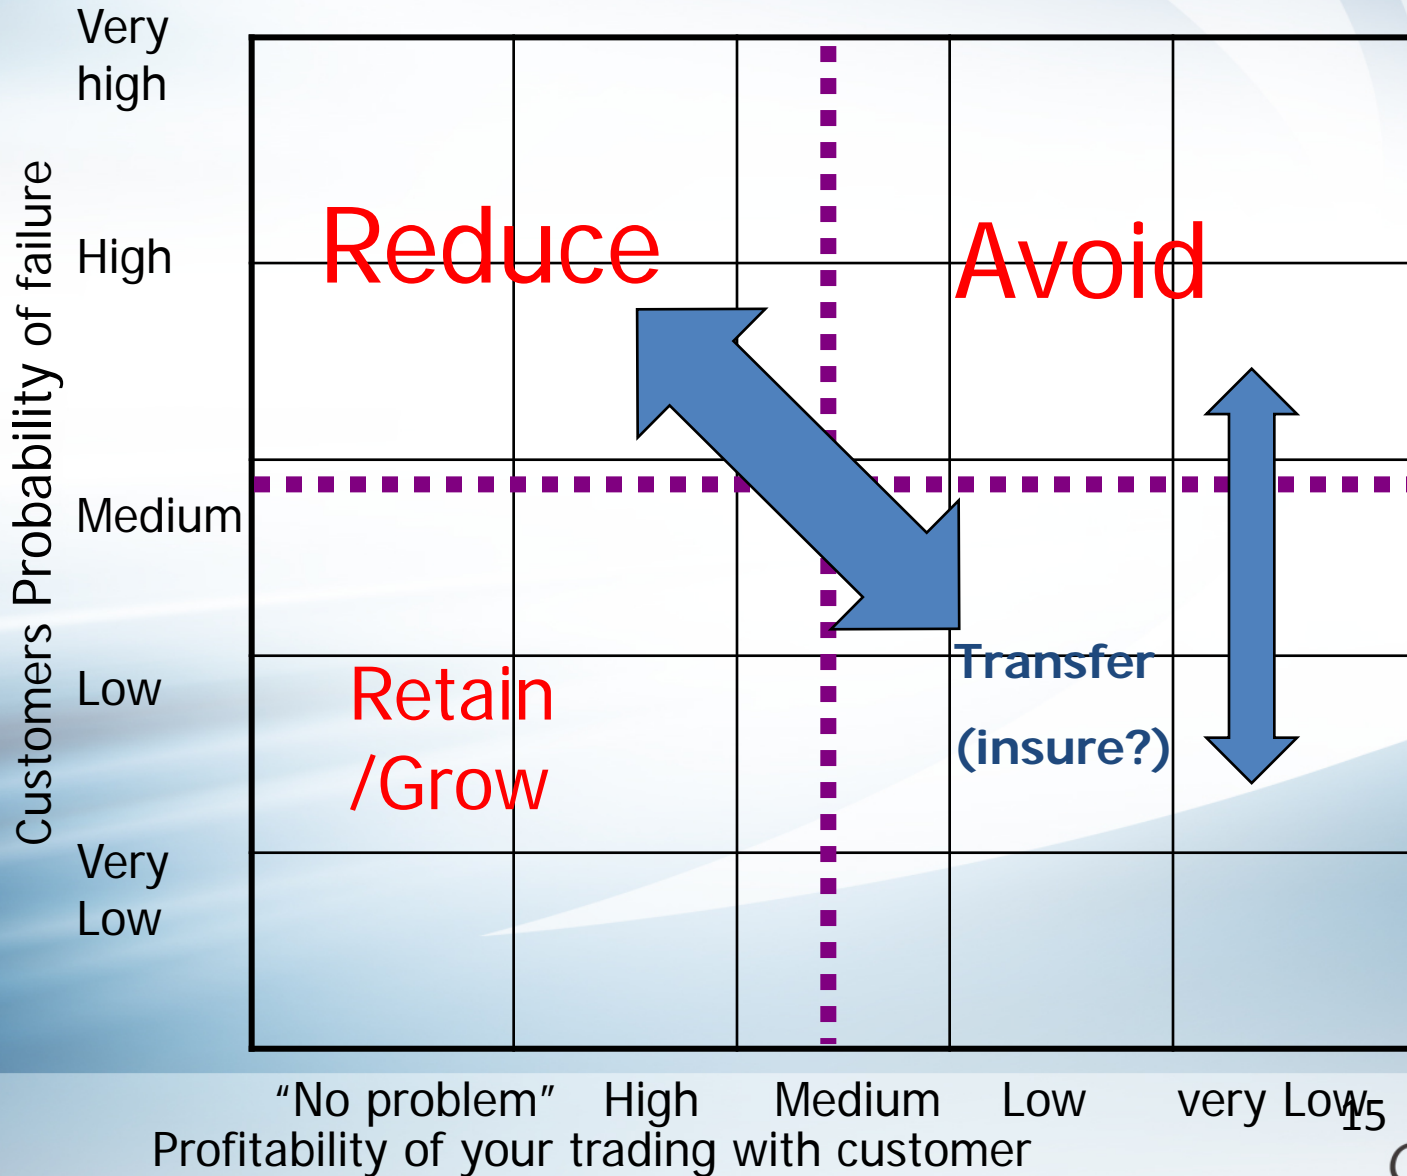 Very
high
High
Medium
Low
Very
Low
Customers Probability of failure
Reduce
Avoid
Retain
/Grow
Transfer
(insure?)
“No problem” High Medium Low very Low
15
Profitability of your trading with customer